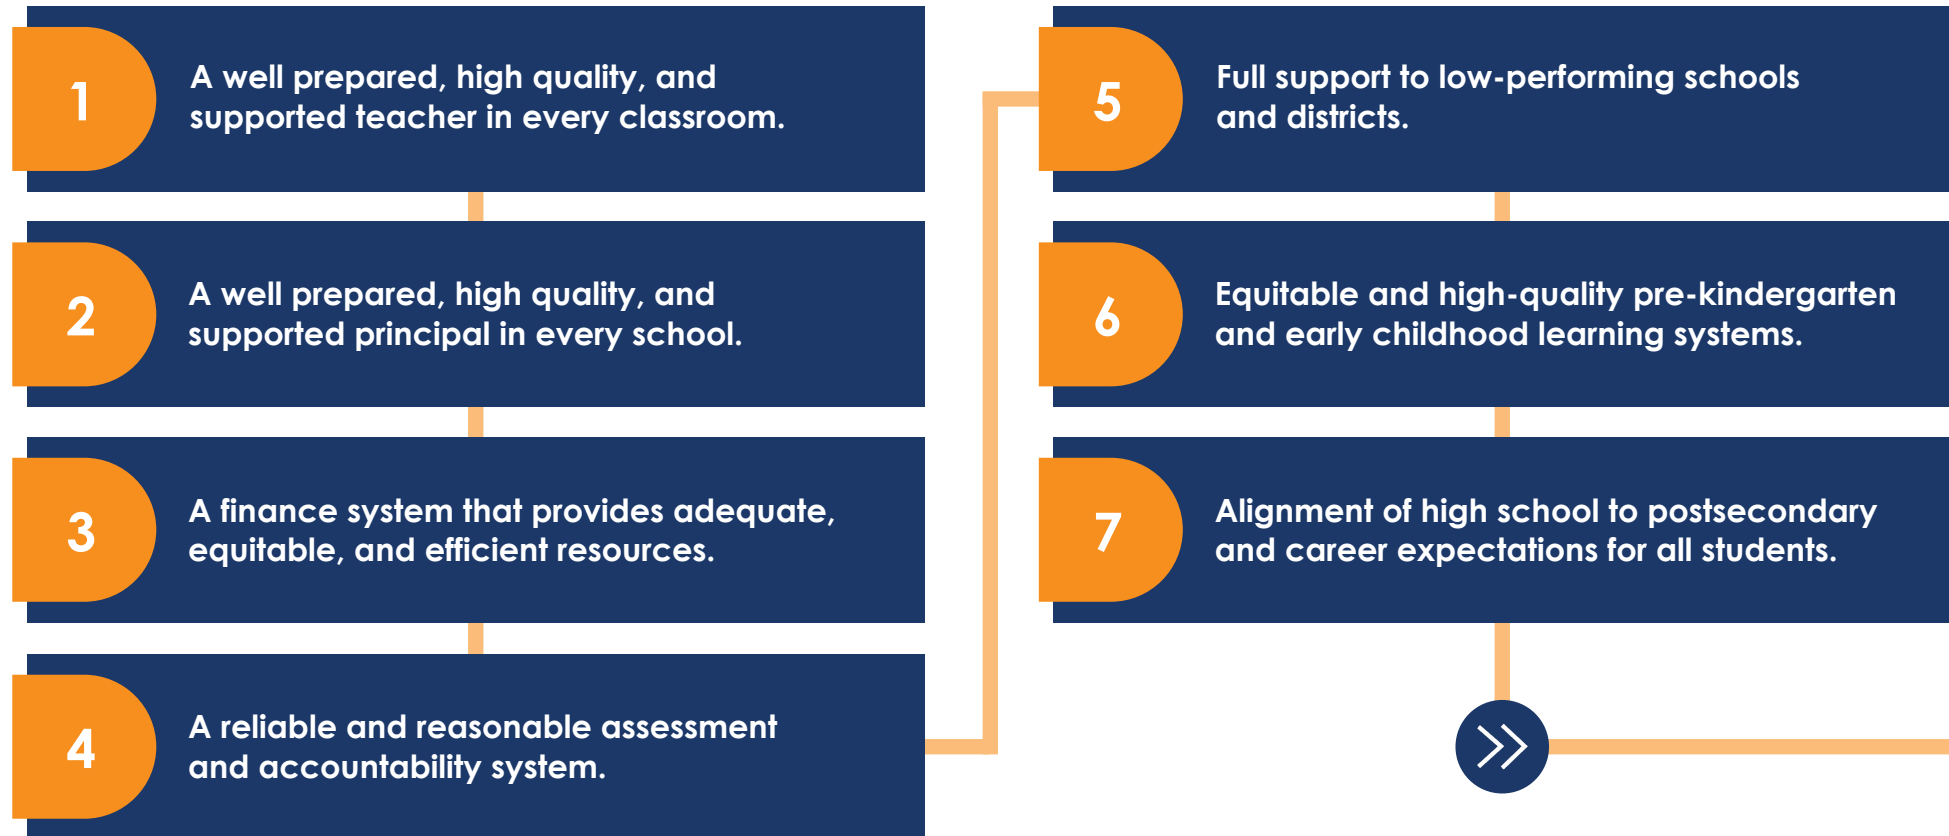 1
A well prepared, high quality, and
supported teacher in every classroom.
2
A well prepared, high quality, and
supported principal in every school.
3
A finance system that provides adequate,
equitable, and efficient resources.
4
A reliable and reasonable assessment
and accountability system.
5
Full support to low-performing schools
and districts.
6
Equitable and high-quality pre-kindergarten
and early childhood learning systems.
7
Alignment of high school to postsecondary
and career expectations for all students.